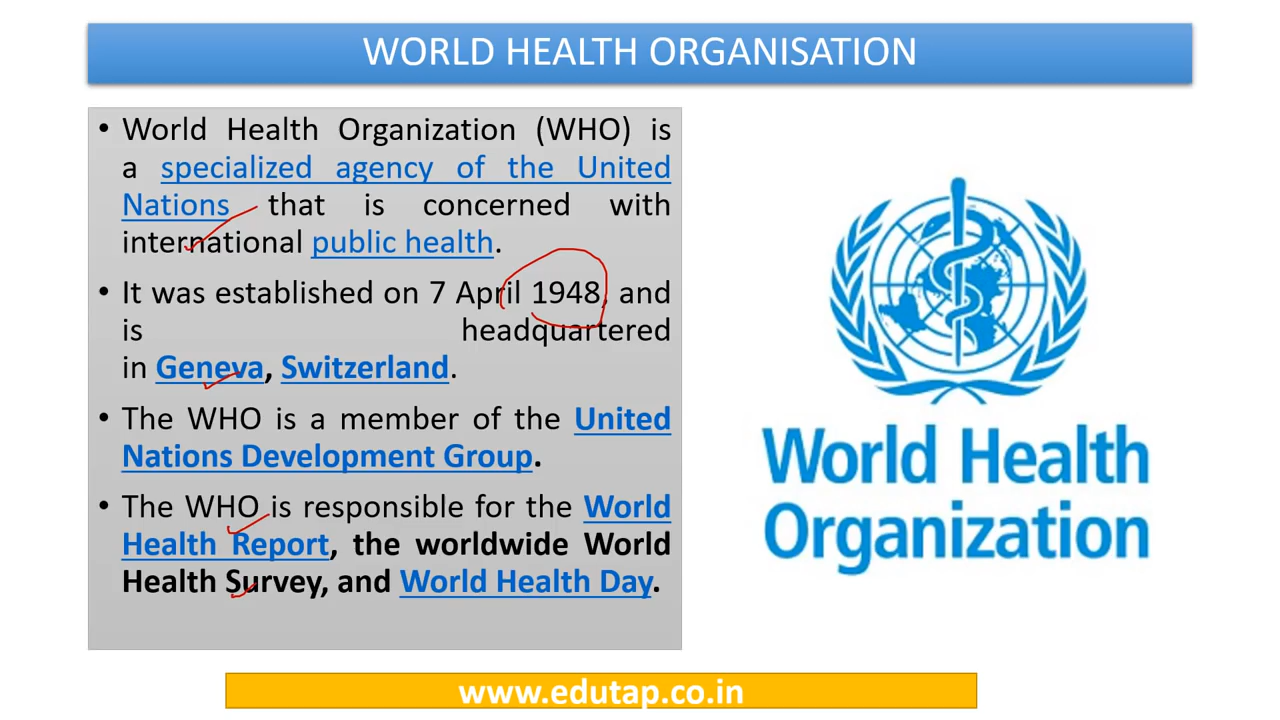 WORLD HEALTH ORGANISATION
• World Health Organization (WHO) is
a specialized agency of the United
Nations that is concerned with
international public health.
• It was established on 7 April 1948, and
is headquartered
in Geneva, Switzerland.
• The WHO is a member of the United
Nations Development Group.
• The WHO is responsible for the World
Health Report, the worldwide World
Health Survey, and World Health Day.
World Health
Organization
www.edutap.co.in